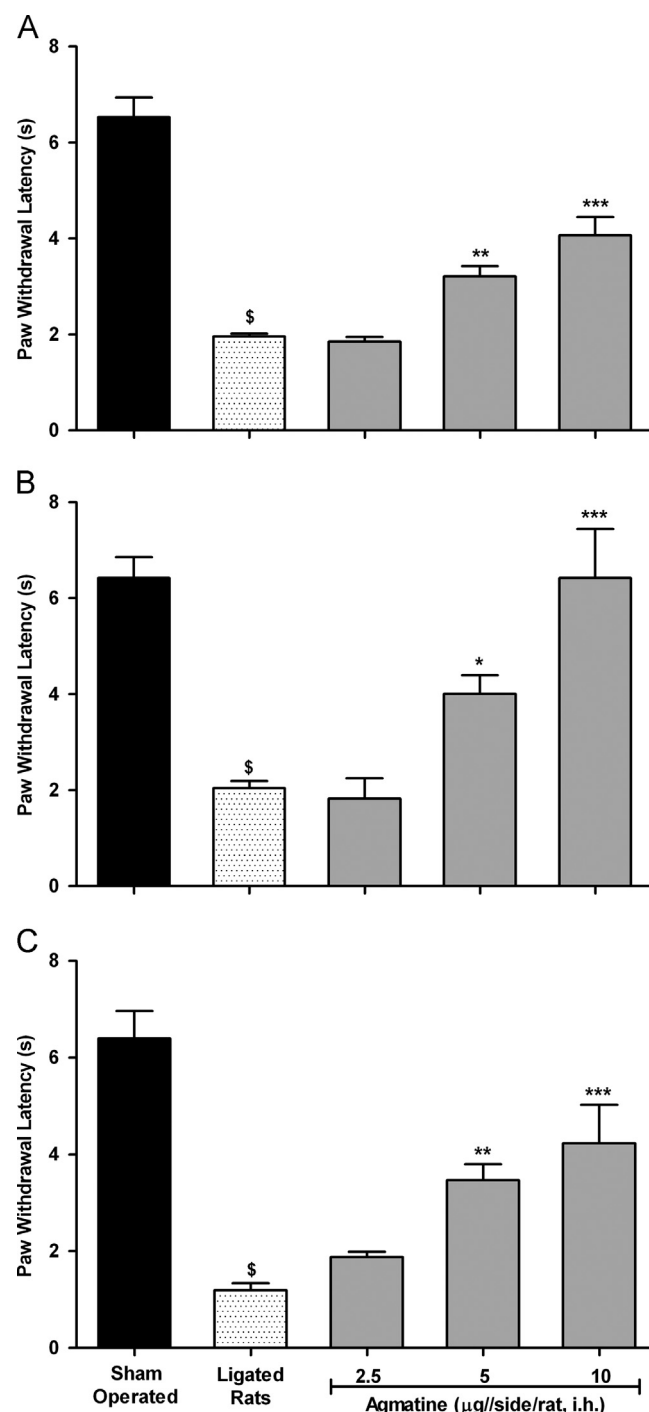 A
Paw Withdrawal Latency (s)
8
6
4
2
0
$
**
***
B
Paw Withdrawal Latency (s)
8
6
4
2
0
$
*
***
C
Paw Withdrawal Latency (s)
8
6
4
2
0
$
**
***
Sham
Operated
Ligated
Rats
2.5 5 10
Agmatine (μg//side/rat, i.h.)